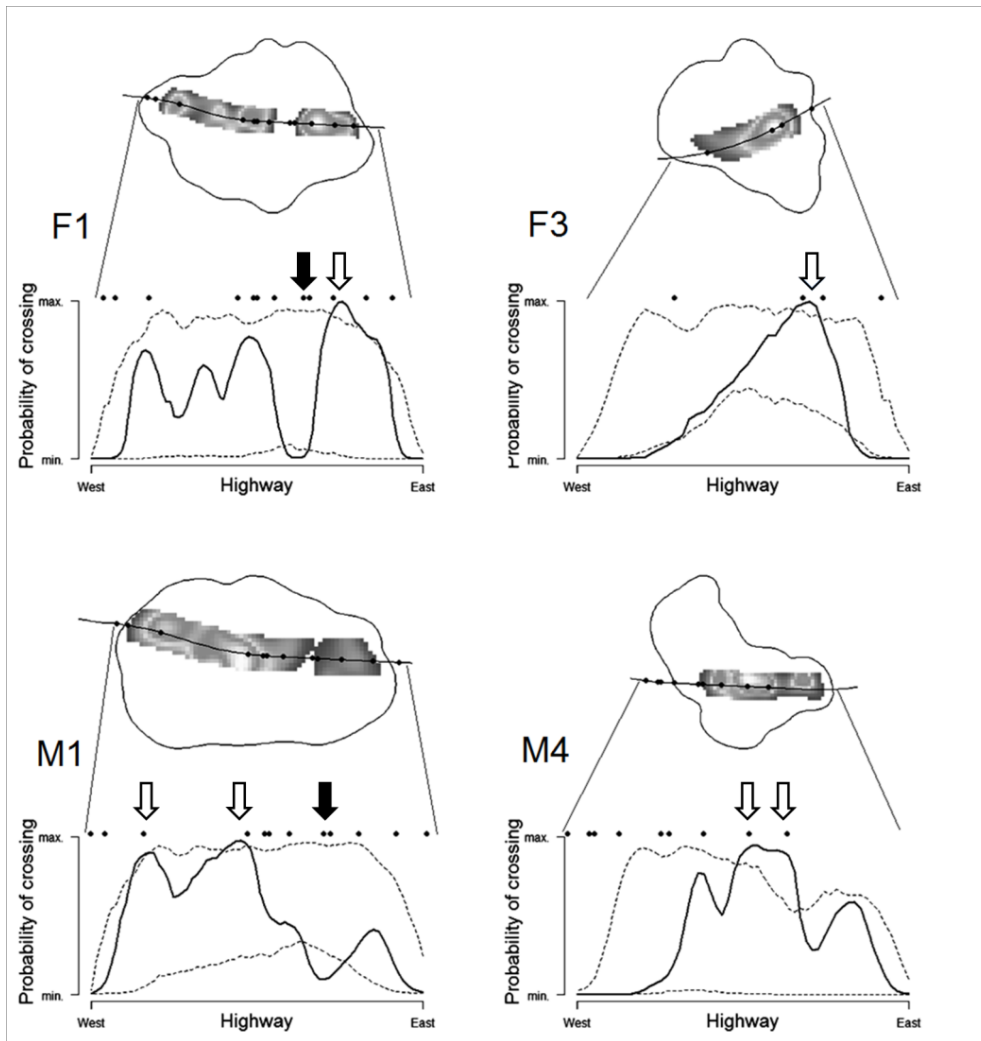 F1
max.
Probability of crossing
min.
West
Highway
East
F3
max.
Probability or crossing
min.
West
Highway
East
M1
max.
Probability of crossing
min.
West
Highway
East
M4
max.
Probability of crossing
min.
West
Highway
East